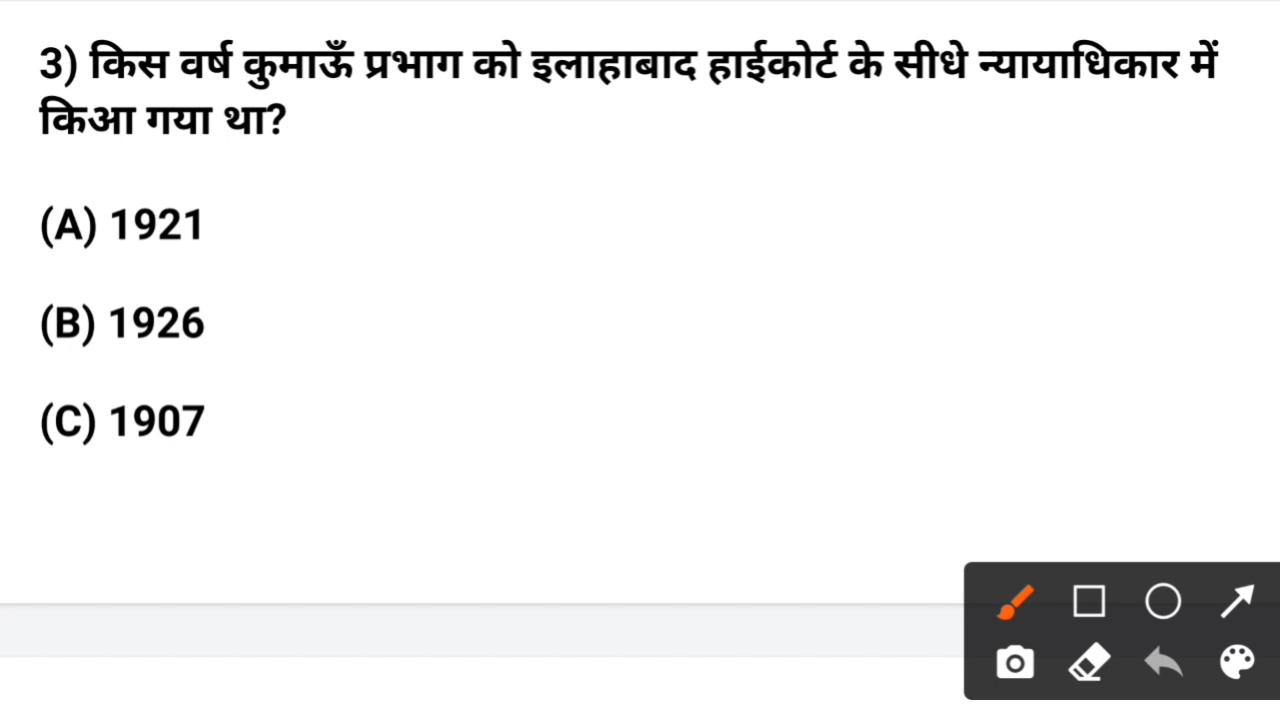 3) किस वर्ष कुमाऊँ प्रभाग को इलाहाबाद हाईकोर्ट के सीधे न्यायाधिकार में
किआ गया था?
(A) 1921
(B) 1926
(C) 1907